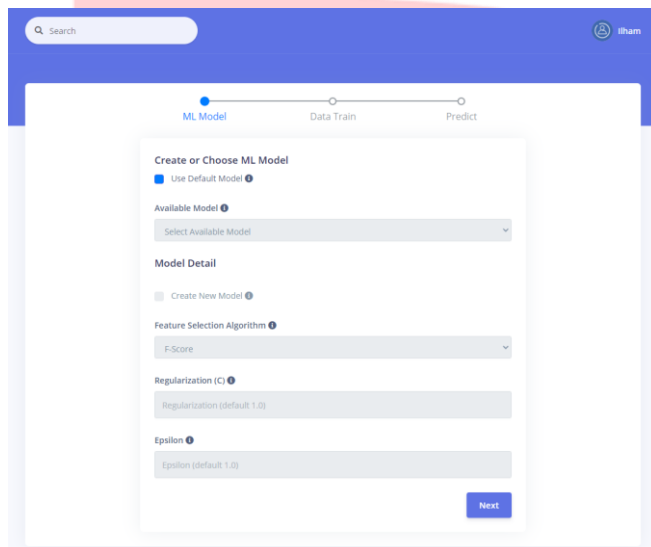 Search
Ilham
ML Model
Data Train
Predict
Create or Choose ML Model
Use Default Model
Available Model
Select Available Model
Model Detail
Create New Model
Feature Selection Algorithm
F-Score
Regularization (C)
Regularization (default 1.0)
Epsilon
Epsilon (default 1.0)
Next